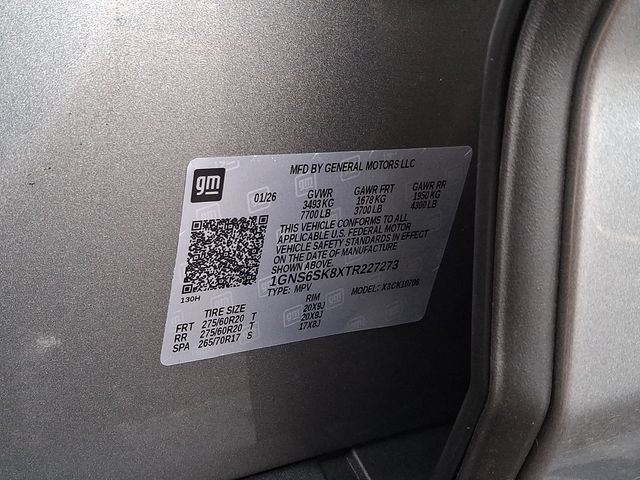 MFD BY GENERAL MOTORS LLC
gm
01/26
GVWR GAWR FRT GAWR RR
3493 KG 1678 KG 1950 KG
7700 LB 3700 LB 4300 LB
THIS VEHICLE CONFORMS TO ALL
APPLICABLE U.S. FEDERAL MOTOR
VEHICLE SAFETY STANDARDS IN EFFECT
ON THE DATE OF MANUFACTURE
SHOWN ABOVE.
1GNS6SK8XTR227273
TYPE: MPV MODEL: X3CK10706
130H
TIRE SIZE RIM
FRT 275/60R20 T 20X9J
RR 275/60R20 T 20X9J
SPA 265/70R17 S 17X8J